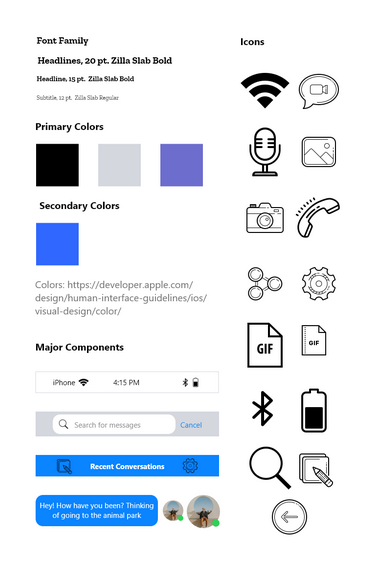 Font Family
Icons
Headlines, 20 pt. Zilla Slab Bold
Headline, 15 pt. Zilla Slab Bold
Subtitle, 12 pt. Zilla Slab Regular
Primary Colors
Secondary Colors
Colors: https://developer.apple.com/
design/human-interface-guidelines/ios/
visual-design/color/
GIF
GIF
Major Components
iPhone 4:15 PM
Search for messages Cancel
Recent Conversations
Hey! How have you been? Thinking
of going to the animal park